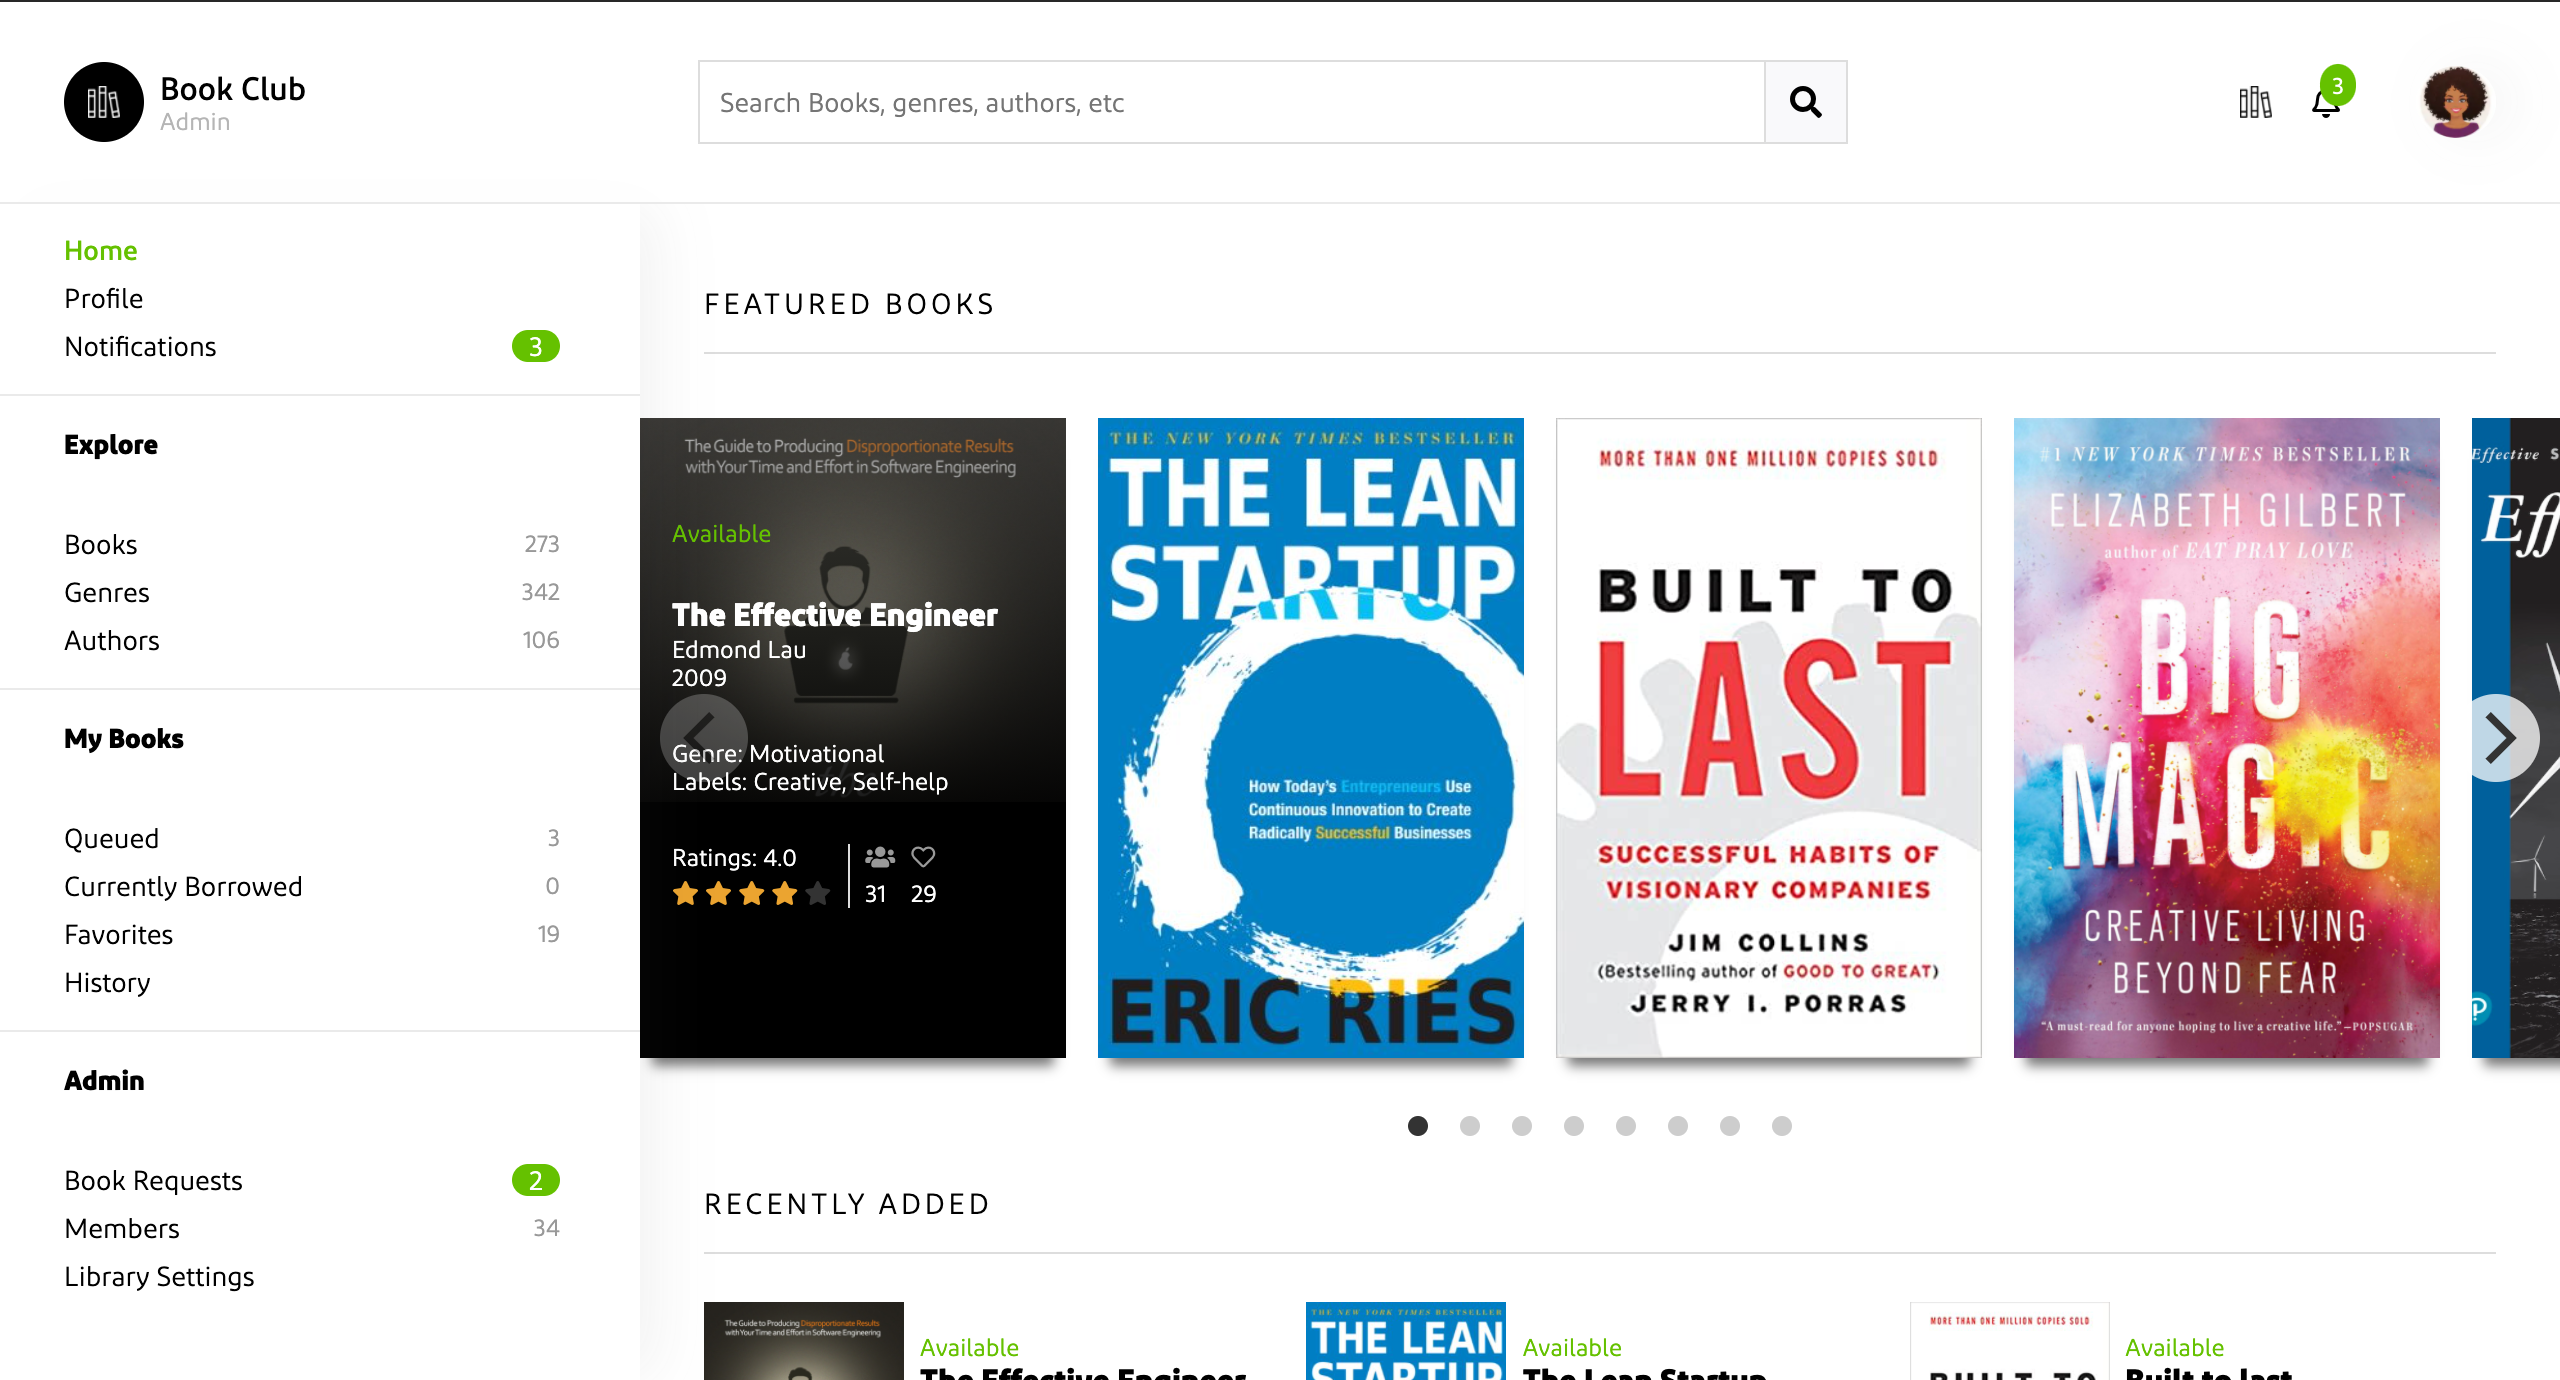 Book Club
Admin
Search Books, genres, authors, etc
3
Home
Profile
Notifications 3
Explore
Books 273
Genres 342
Authors 106
My Books
Queued 3
Currently Borrowed 0
Favorites 19
History
Admin
Book Requests 2
Members 34
Library Settings
FEATURED BOOKS
The Guide to Producing Disproportionate Results
with Your Time and Effort in Software Engineering
Available
The Effective Engineer
Edmond Lau
2009
Genre: Motivational
Labels: Creative, Self-help
Ratings: 4.0
31 29
THE NEW YORK TIMES BESTSELLER
THE LEAN
STARTUP
How Today's Entrepreneurs Use
Continuous Innovation to Create
Radically Successful Businesses
ERIC RIES
MORE THAN ONE MILLION COPIES SOLD
BUILT TO
LAST
SUCCESSFUL HABITS OF
VISIONARY COMPANIES
JIM COLLINS
(Bestselling author of GOOD TO GREAT)
JERRY I. PORRAS
#1 NEW YORK TIMES BESTSELLER
ELIZABETH GILBERT
author of EAT PRAY LOVE
BIG
MAGIC
CREATIVE LIVING
BEYOND FEAR
"A must-read for anyone hoping to live a creative life."—POPSUGAR
Effective S
Eff
P
RECENTLY ADDED
The Guide to Producing Disproportionate Results
with Your Time and Effort in Software Engineering
Available
The Effective Engineer
THE NEW YORK TIMES BESTSELLER
THE LEAN
STARTUP
Available
The Lean Startup
MORE THAN ONE MILLION COPIES SOLD
BUILT TO
Available
Built to last